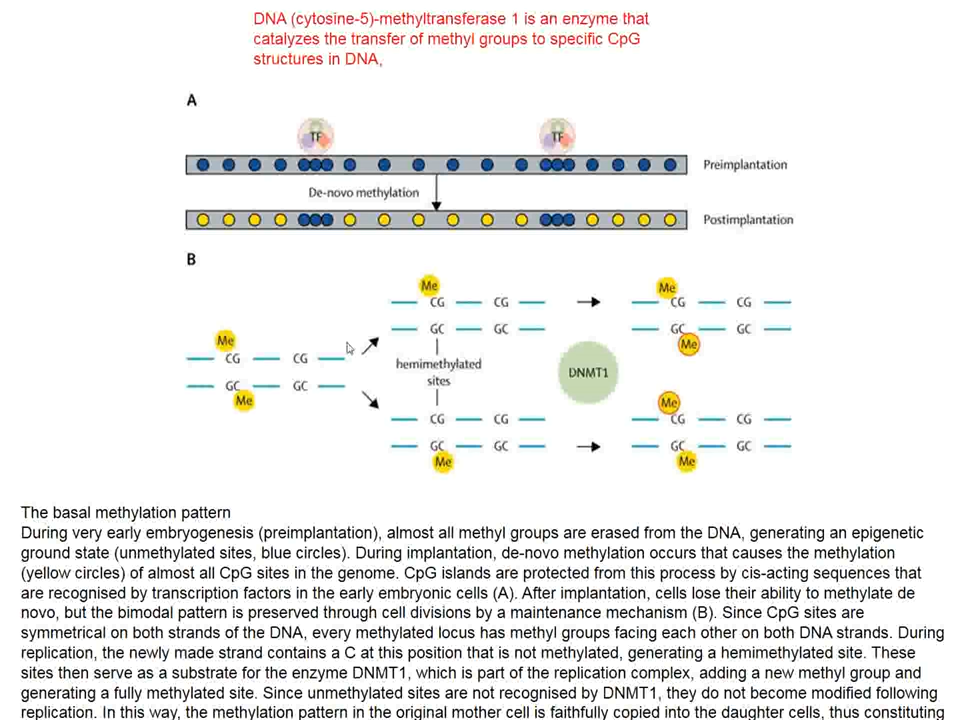 DNA (cytosine-5)-methyltransferase 1 is an enzyme that
catalyzes the transfer of methyl groups to specific CpG
structures in DNA,
A
TF TF
Preimplantation
De-novo methylation
Postimplantation
B
Me Me Me
CG CG CG CG
GC GC GC GC
Me CG CG Me
GC GC hemimethylated DNMT1
Me sites Me
CG CG CG CG
GC GC GC GC
Me Me
The basal methylation pattern
During very early embryogenesis (preimplantation), almost all methyl groups are erased from the DNA, generating an epigenetic
ground state (unmethylated sites, blue circles). During implantation, de-novo methylation occurs that causes the methylation
(yellow circles) of almost all CpG sites in the genome. CpG islands are protected from this process by cis-acting sequences that
are recognised by transcription factors in the early embryonic cells (A). After implantation, cells lose their ability to methylate de
novo, but the bimodal pattern is preserved through cell divisions by a maintenance mechanism (B). Since CpG sites are
symmetrical on both strands of the DNA, every methylated locus has methyl groups facing each other on both DNA strands. During
replication, the newly made strand contains a C at this position that is not methylated, generating a hemimethylated site. These
sites then serve as a substrate for the enzyme DNMT1, which is part of the replication complex, adding a new methyl group and
generating a fully methylated site. Since unmethylated sites are not recognised by DNMT1, they do not become modified following
replication. In this way, the methylation pattern in the original mother cell is faithfully copied into the daughter cells, thus constituting